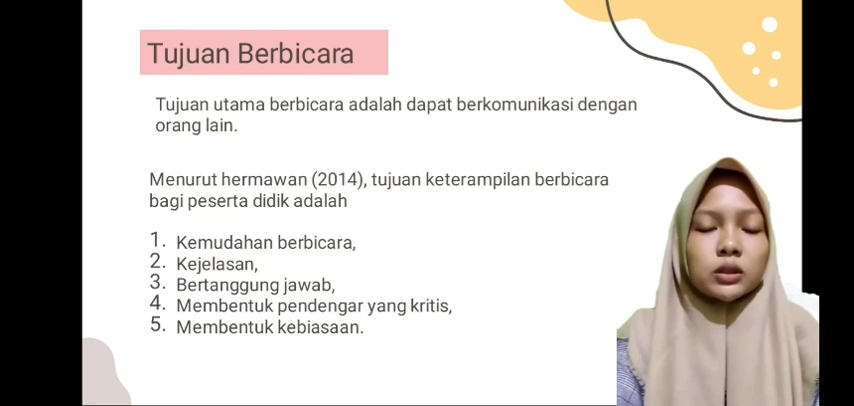 Tujuan Berbicara
Tujuan utama berbicara adalah dapat berkomunikasi dengan
orang lain.
Menurut hermawan (2014), tujuan keterampilan berbicara
bagi peserta didik adalah
1. Kemudahan berbicara,
2. Kejelasan,
3. Bertanggung jawab,
4. Membentuk pendengar yang kritis,
5. Membentuk kebiasaan.